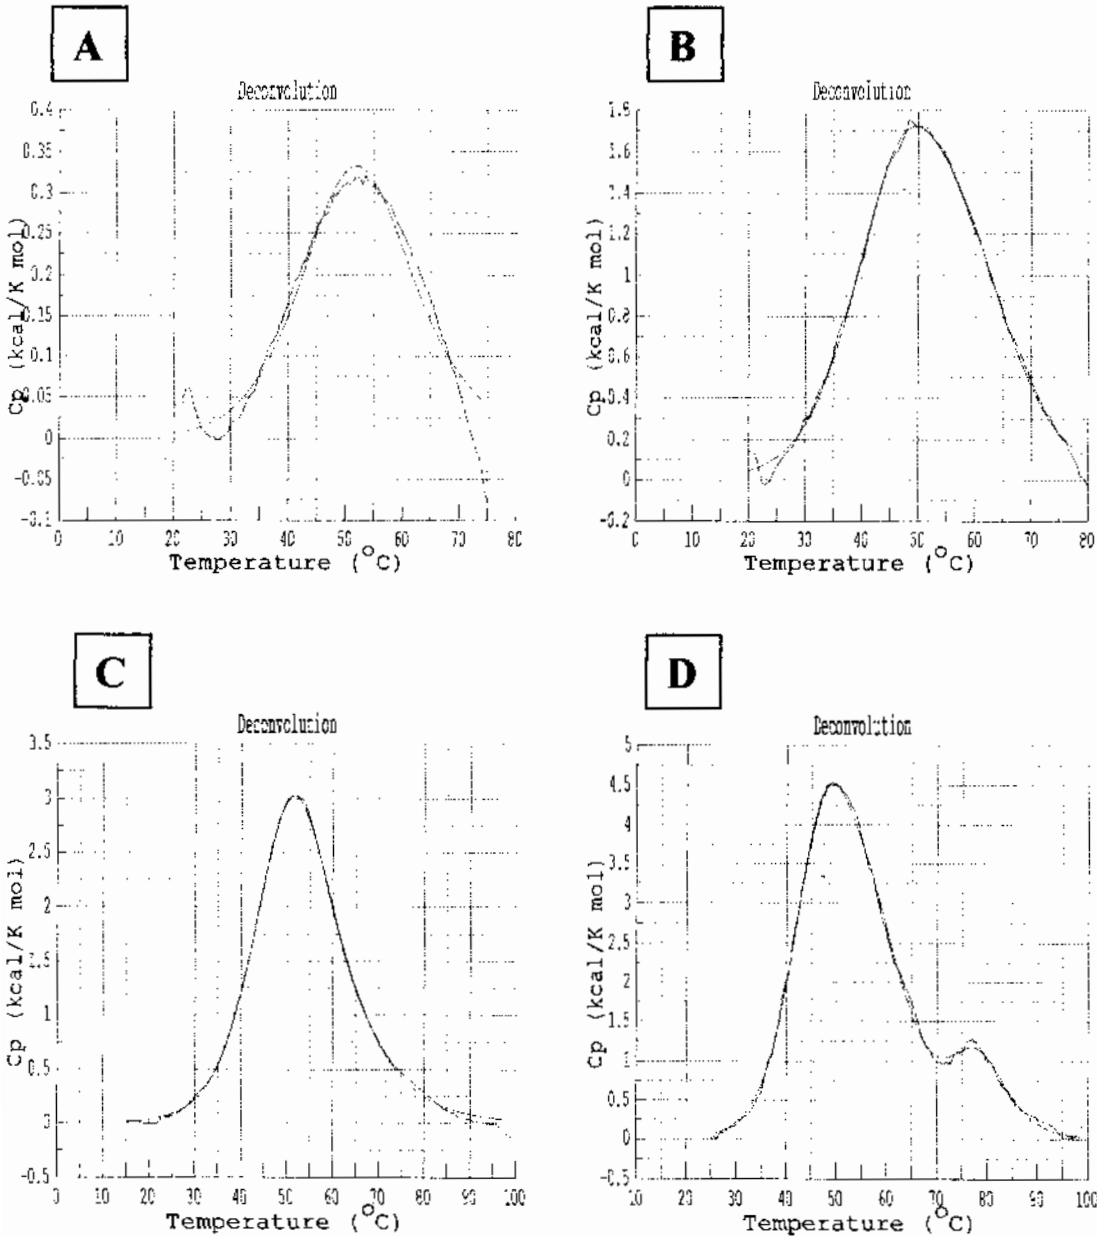 A
Deconvolution
0.4
0.35
0.3
0.25
0.2
0.15
0.1
0.05
0
-0.05
-0.1
Cp (kcal/K mol)
0 10 20 30 40 50 60 70 80
Temperature (°C)
B
Deconvolution
1.8
1.6
1.4
1.2
1
0.8
0.6
0.4
0.2
0
-0.2
Cp (kcal/K mol)
0 10 20 30 40 50 60 70 80
Temperature (°C)
C
Deconvolution
3.5
3
2.5
2
1.5
1
0.5
0
-0.5
Cp (kcal/K mol)
0 10 20 30 40 50 60 70 80 90 100
Temperature (°C)
D
Deconvolution
5
4.5
4
3.5
3
2.5
2
1.5
1
0.5
0
-0.5
Cp (kcal/K mol)
10 20 30 40 50 60 70 80 90 100
Temperature (°C)